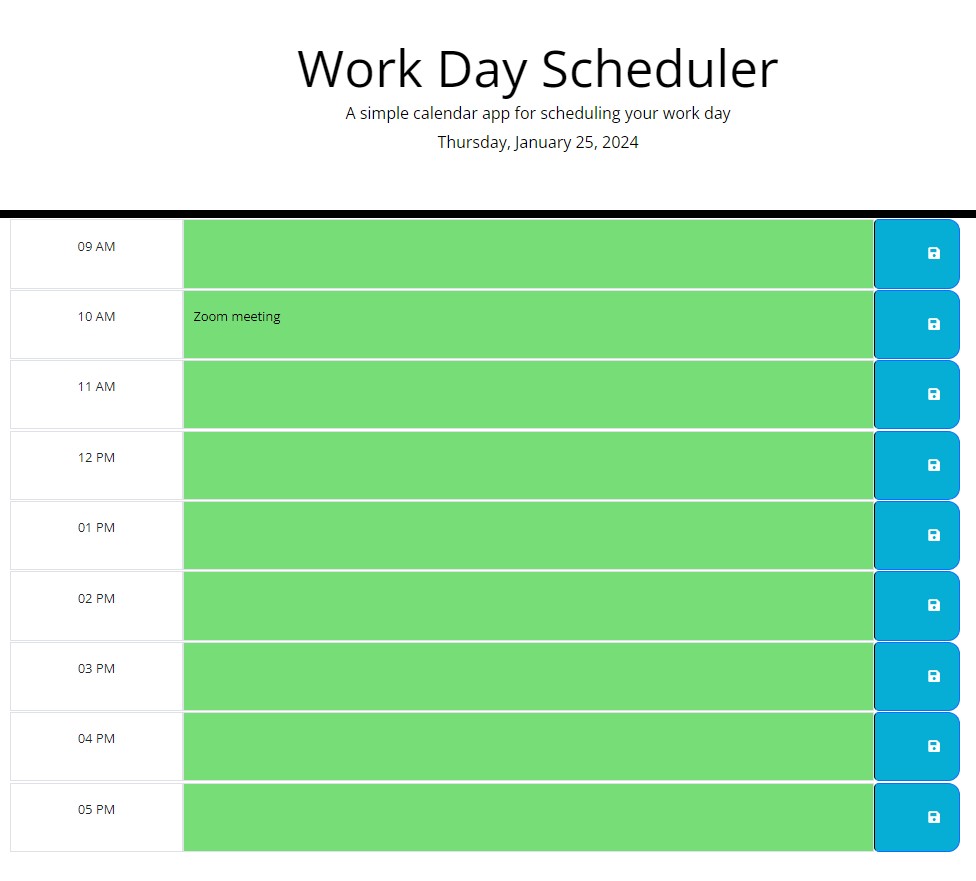 Work Day Scheduler
A simple calendar app for scheduling your work day
Thursday, January 25, 2024
09 AM
10 AM Zoom meeting
11 AM
12 PM
01 PM
02 PM
03 PM
04 PM
05 PM